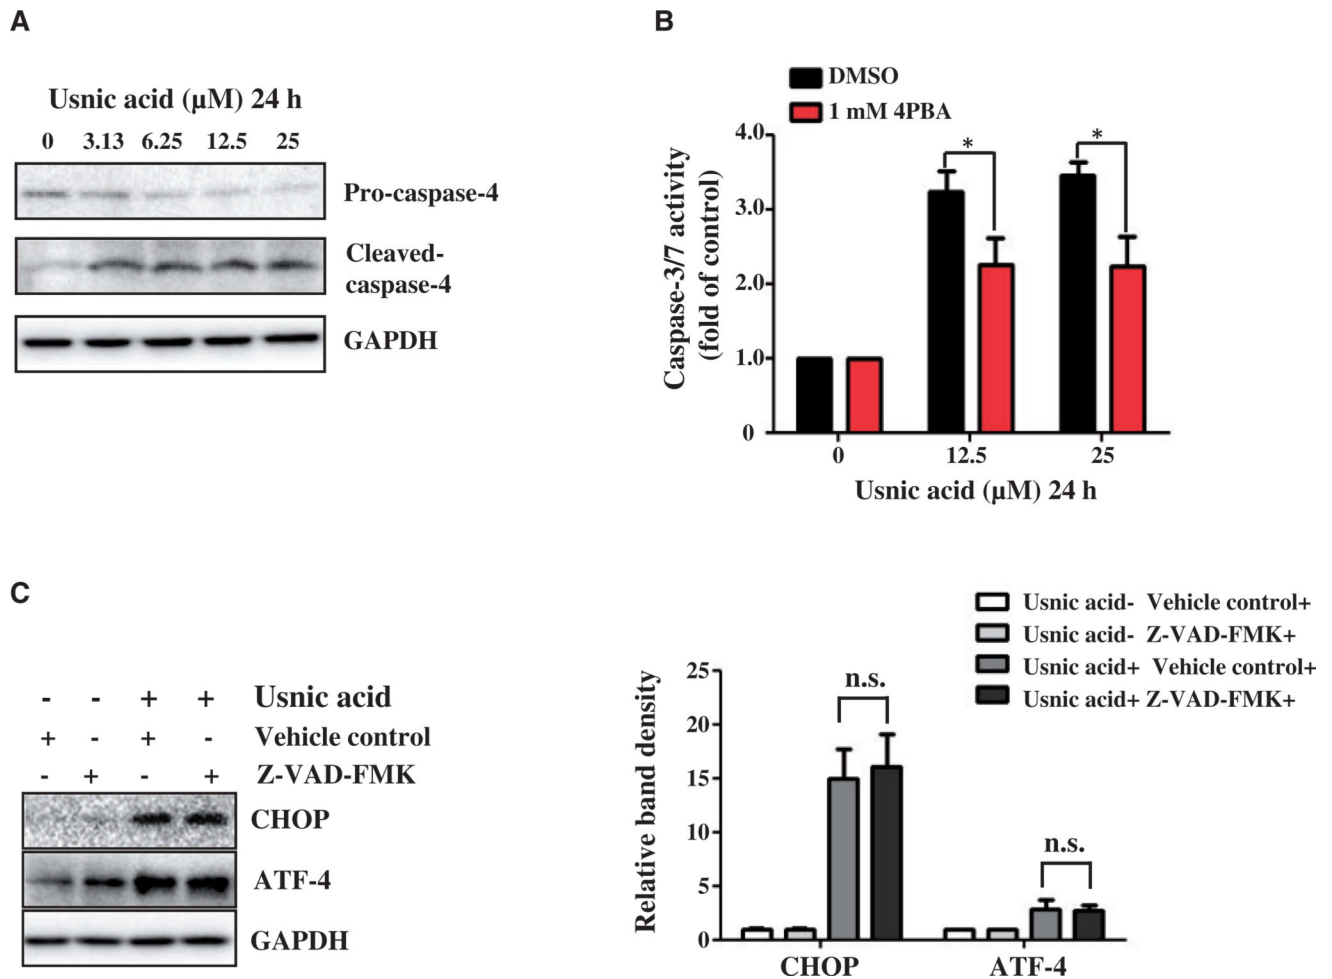 A
Usnic acid (µM) 24 h
0 3.13 6.25 12.5 25
Pro-caspase-4
Cleaved-
caspase-4
GAPDH
B
DMSO
1 mM 4PBA
Caspase-3/7 activity
(fold of control)
4.0
3.0
2.0
1.0
0
* *
0 12.5 25
Usnic acid (µM) 24 h
C
- - + + Usnic acid
+ - + - Vehicle control
- + - + Z-VAD-FMK
CHOP
ATF-4
GAPDH
Usnic acid- Vehicle control+
Usnic acid- Z-VAD-FMK+
Usnic acid+ Vehicle control+
Usnic acid+ Z-VAD-FMK+
Relative band density
25
20
15
10
5
0
n.s.
n.s.
CHOP ATF-4